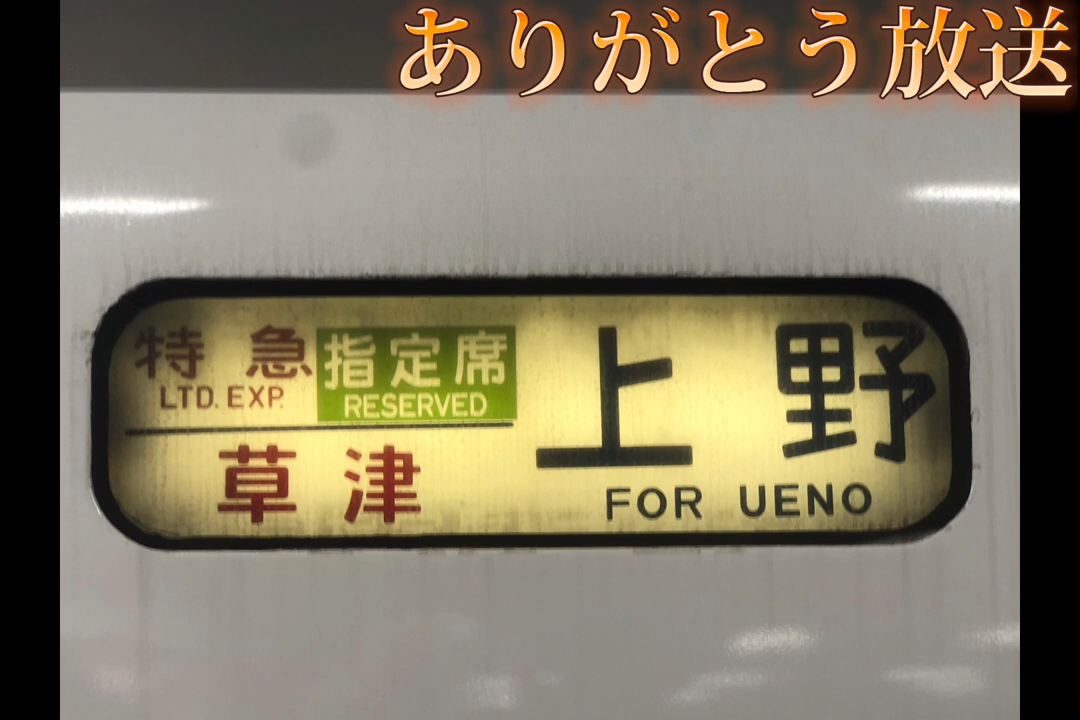 ありがとう放送
特急 指定席
LTD. EXP. RESERVED
草津
上野
FOR UENO